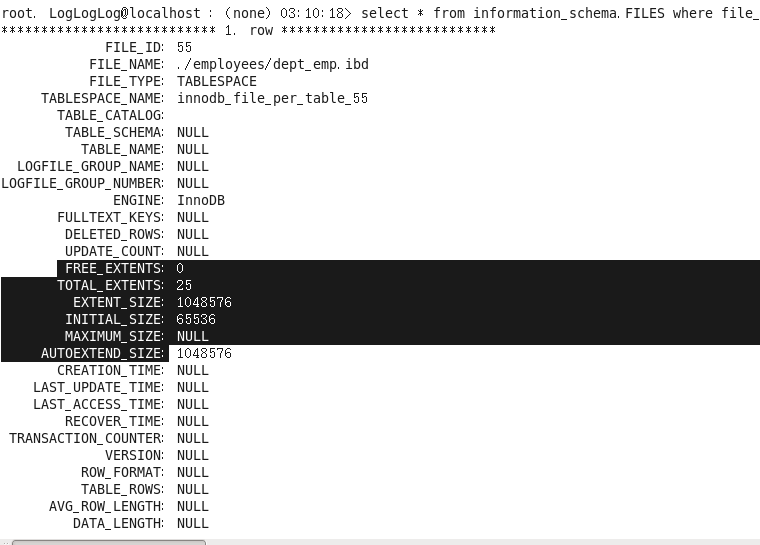 root. LogLogLog@localhost : (none) 03:10:18> select * from information_schema.FILES where file_
*************************** 1. row ***************************
FILE_ID: 55
FILE_NAME: ./employees/dept_emp.ibd
FILE_TYPE: TABLESPACE
TABLESPACE_NAME: innodb_file_per_table_55
TABLE_CATALOG:
TABLE_SCHEMA: NULL
TABLE_NAME: NULL
LOGFILE_GROUP_NAME: NULL
LOGFILE_GROUP_NUMBER: NULL
ENGINE: InnoDB
FULLTEXT_KEYS: NULL
DELETED_ROWS: NULL
UPDATE_COUNT: NULL
FREE_EXTENTS: 0
TOTAL_EXTENTS: 25
EXTENT_SIZE: 1048576
INITIAL_SIZE: 65536
MAXIMUM_SIZE: NULL
AUTOEXTEND_SIZE: 1048576
CREATION_TIME: NULL
LAST_UPDATE_TIME: NULL
LAST_ACCESS_TIME: NULL
RECOVER_TIME: NULL
TRANSACTION_COUNTER: NULL
VERSION: NULL
ROW_FORMAT: NULL
TABLE_ROWS: NULL
AVG_ROW_LENGTH: NULL
DATA_LENGTH: NULL